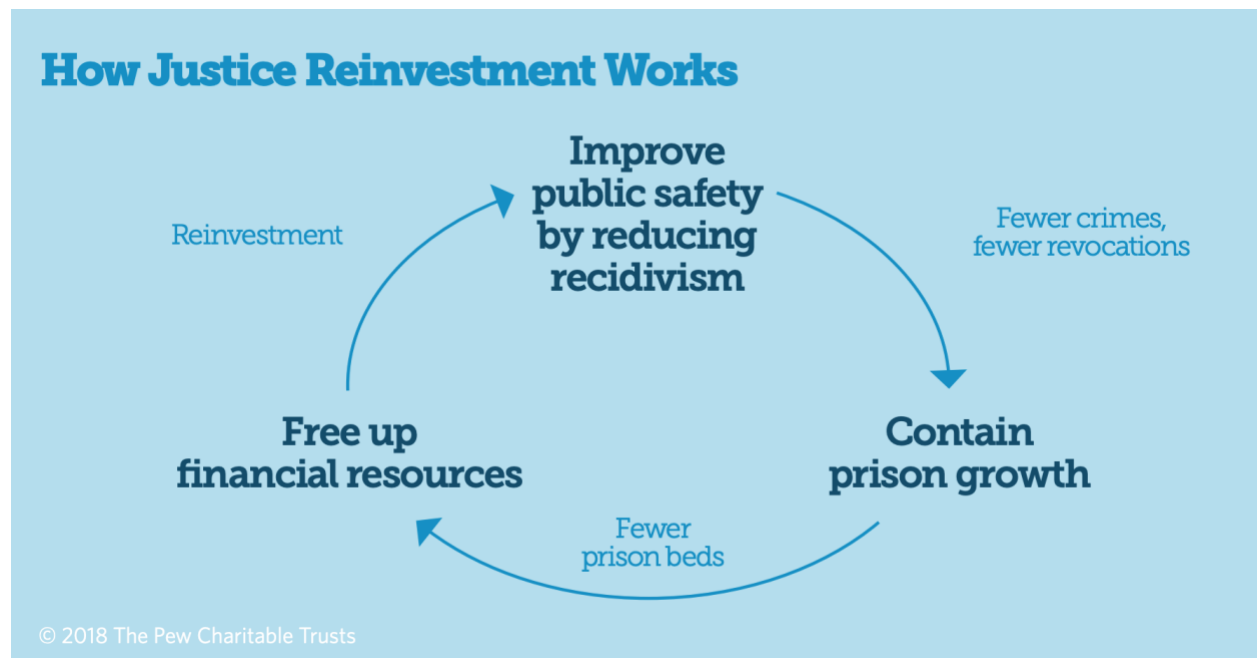 How Justice Reinvestment Works
Improve
public safety
by reducing
recidivism
Fewer crimes,
fewer revocations
Contain
prison growth
Fewer
prison beds
Free up
financial resources
Reinvestment
© 2018 The Pew Charitable Trusts